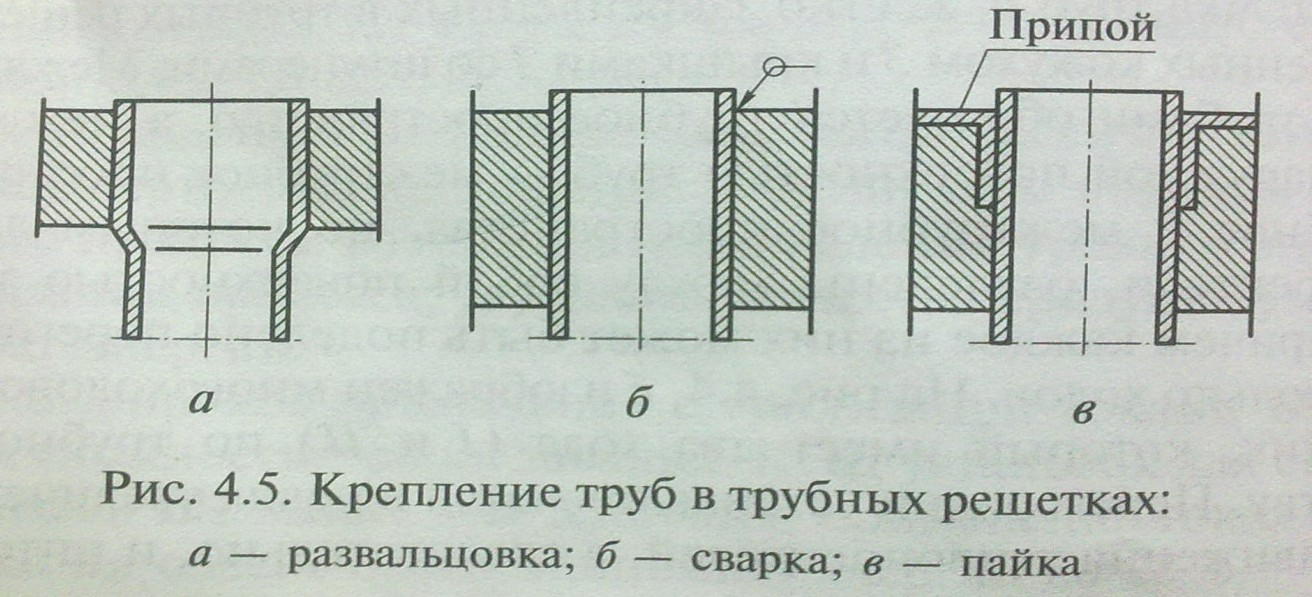 Припой
а
б
в
Рис. 4.5. Крепление труб в трубных решетках:
а — развальцовка; б — сварка; в — пайка